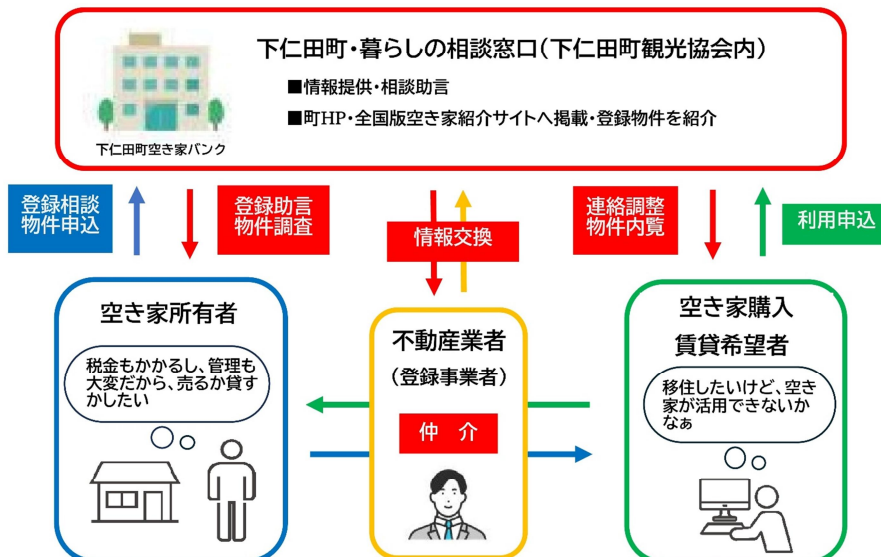 下仁田町・暮らしの相談窓口(下仁田町観光協会内)
■情報提供・相談助言
■町HP・全国版空き家紹介サイトへ掲載・登録物件を紹介
下仁田町空き家バンク
登録相談
物件申込
登録助言
物件調査
情報交換
連絡調整
物件内覧
利用申込
空き家所有者
税金もかかるし、管理も
大変だから、売るか貸す
かしたい
不動産業者
(登録事業者)
仲 介
空き家購入
賃貸希望者
移住したいけど、空き
家が活用できないか
なぁ